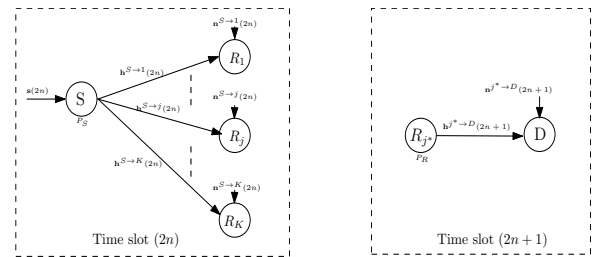 n^{S→1}(2n)
R_1
h^{S→1}(2n)
s(2n)
S
P_S
n^{S→j}(2n)
h^{S→j}(2n)
R_j
h^{S→K}(2n)
n^{S→K}(2n)
R_K
Time slot (2n)
n^{j*→D}(2n + 1)
R_{j*}
h^{j*→D}(2n + 1)
D
P_R
Time slot (2n + 1)